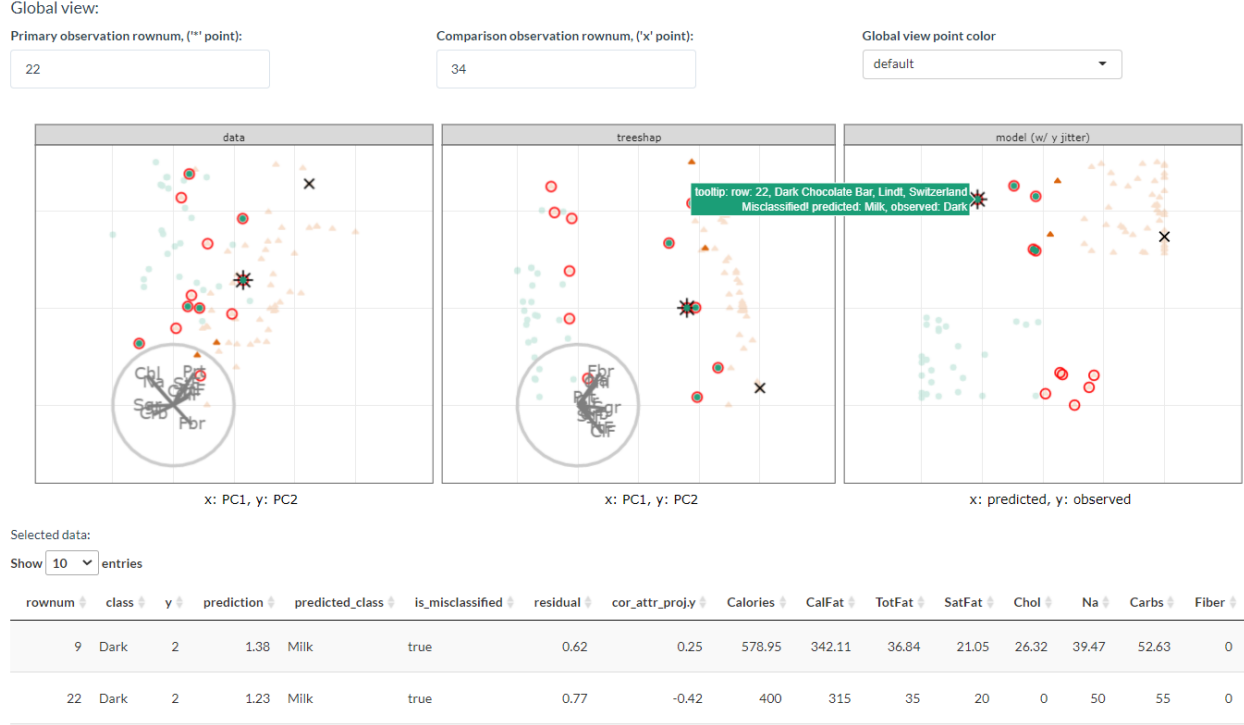 Global view:
Primary observation rownum, ('*' point):
Comparison observation rownum, ('x' point):
Global view point color
22
34
default
data
treeshap
model (w/ y jitter)
tooltip: row: 22, Dark Chocolate Bar, Lindt, Switzerland
Misclassified! predicted: Milk, observed: Dark
Chl
Na
Fbr
Fbr
x: PC1, y: PC2
x: PC1, y: PC2
x: predicted, y: observed
Selected data:
Show 10 entries
rownum class y prediction predicted_class is_misclassified residual cor_attr_proj.y Calories CalFat TotFat SatFat Chol Na Carbs Fiber
9 Dark 2 1.38 Milk true 0.62 0.25 578.95 342.11 36.84 21.05 26.32 39.47 52.63 0
22 Dark 2 1.23 Milk true 0.77 -0.42 400 315 35 20 0 50 55 0